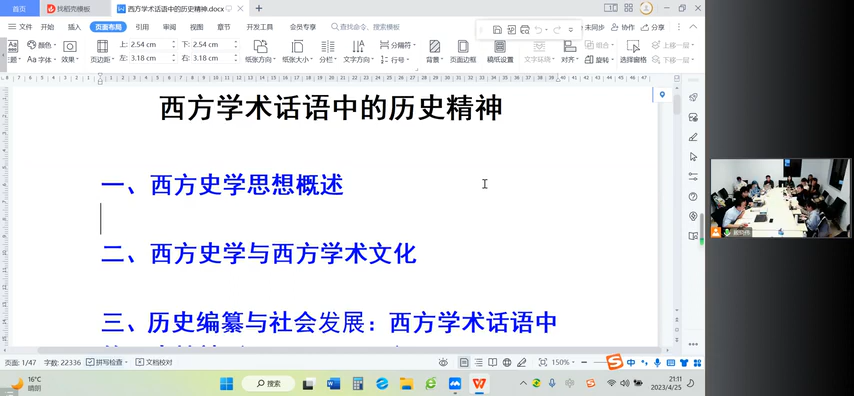 首页 找稻壳模板 西方学术话语中的历史精神.docx
文件 开始 插入 页面布局 引用 审阅 视图 章节 开发工具 会员专享 查找命令、搜索模板 未同步 协作 分享
颜色 上: 2.54 cm 下: 2.54 cm 分隔符 组合 上移一层
Aa字体 效果 页边距 左: 3.18 cm 右: 3.18 cm 纸张方向 纸张大小 分栏 文字方向 行号 背景 页面边框 稿纸设置 文字环绕 对齐 旋转 选择窗格 下移一层
西方学术话语中的历史精神
一、西方史学思想概述
二、西方史学与西方学术文化
三、历史编纂与社会发展：西方学术话语中
页面: 1/47 字数: 22336 拼写检查 文档校对 150%
中
16°C
晴朗
搜索
21:11
2023/4/25